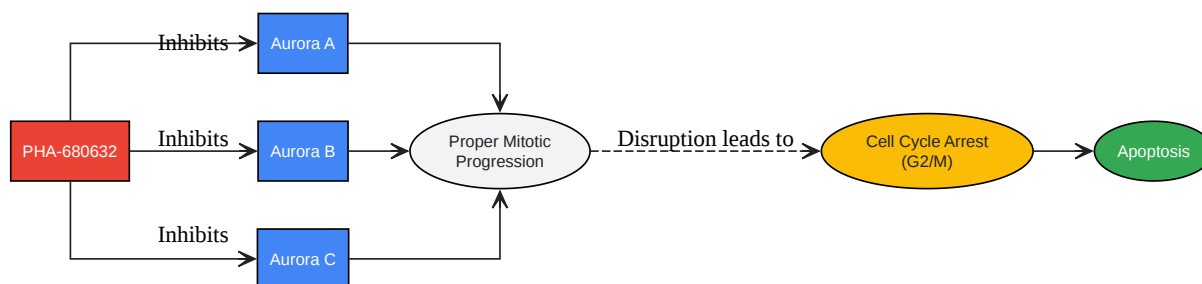 Inhibits
Aurora A
PHA-680632
Inhibits
Aurora B
Proper Mitotic
Progression
Disruption leads to
Cell Cycle Arrest
(G2/M)
Apoptosis
Inhibits
Aurora C